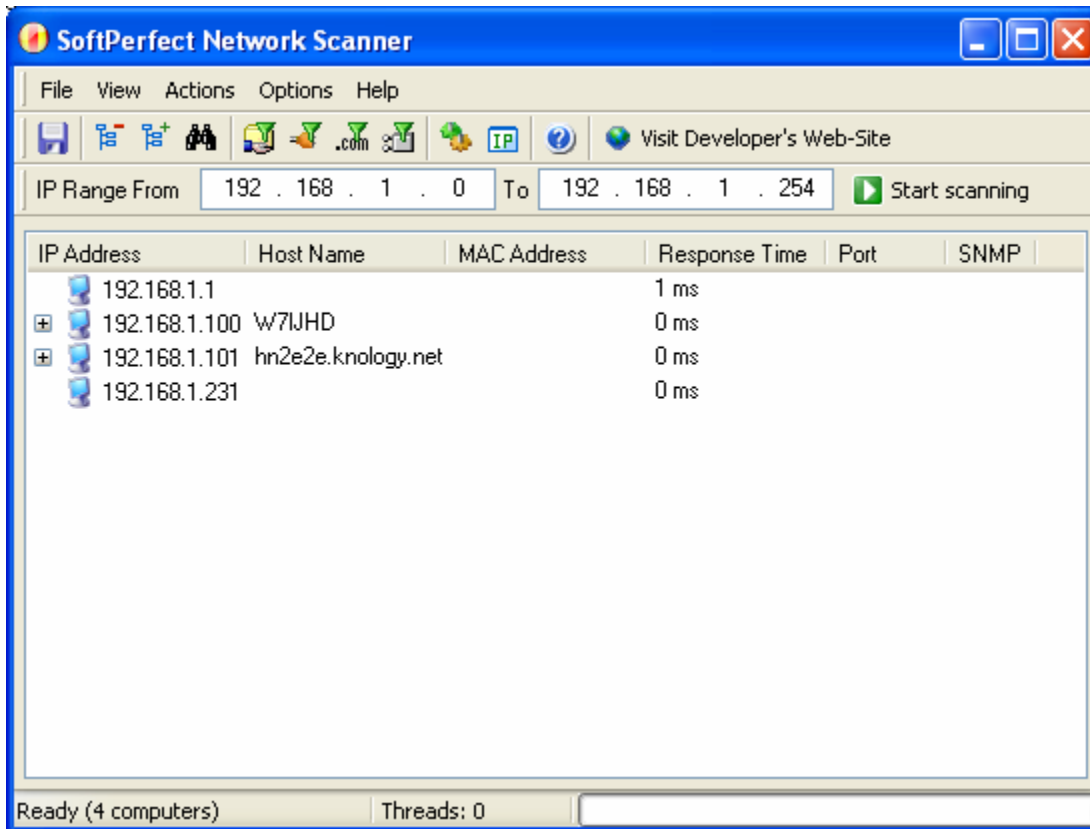 SoftPerfect Network Scanner
File View Actions Options Help
.com IP ? Visit Developer's Web-Site
IP Range From 192 . 168 . 1 . 0 To 192 . 168 . 1 . 254 Start scanning
IP Address Host Name MAC Address Response Time Port SNMP
192.168.1.1 1 ms
192.168.1.100 W7IJHD 0 ms
192.168.1.101 hn2e2e.knology.net 0 ms
192.168.1.231 0 ms
Ready (4 computers) Threads: 0